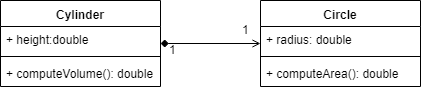 Cylinder
+ height:double
+ computeVolume(): double
1
1
Circle
+ radius: double
+ computeArea(): double